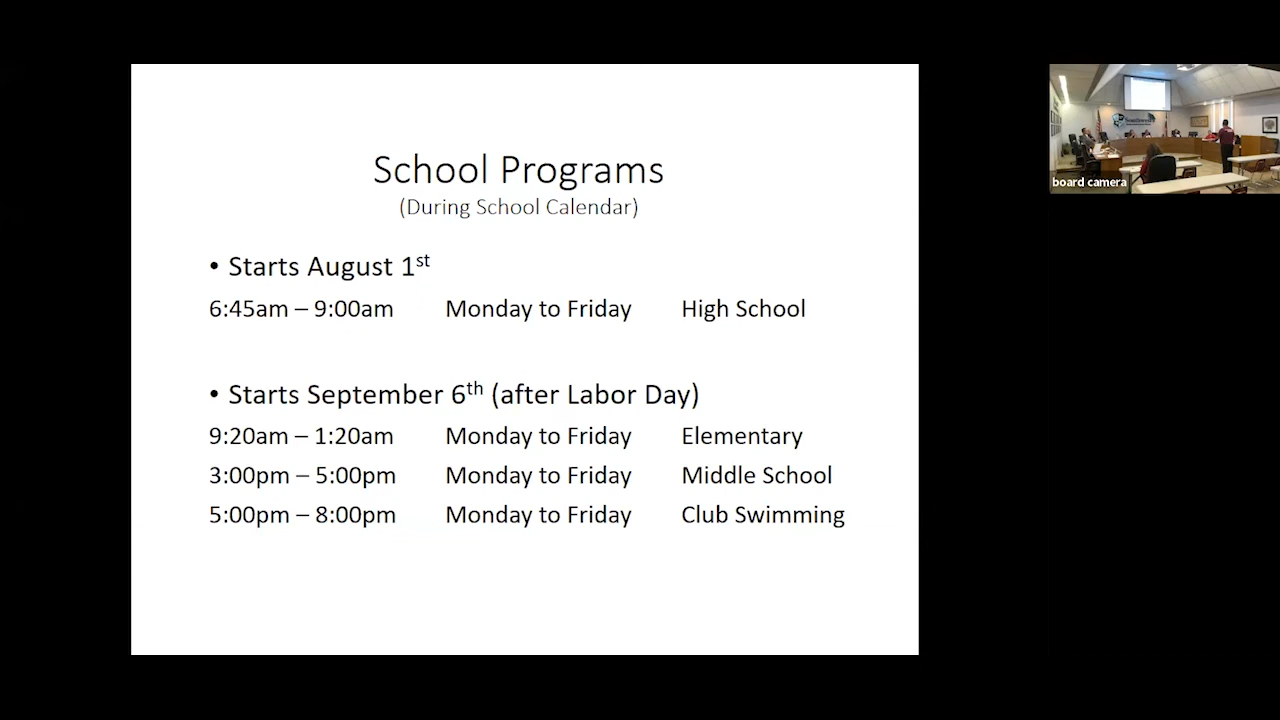 School Programs
(During School Calendar)
• Starts August 1st
6:45am – 9:00am Monday to Friday High School
• Starts September 6th (after Labor Day)
9:20am – 1:20am Monday to Friday Elementary
3:00pm – 5:00pm Monday to Friday Middle School
5:00pm – 8:00pm Monday to Friday Club Swimming
Southwest
board camera